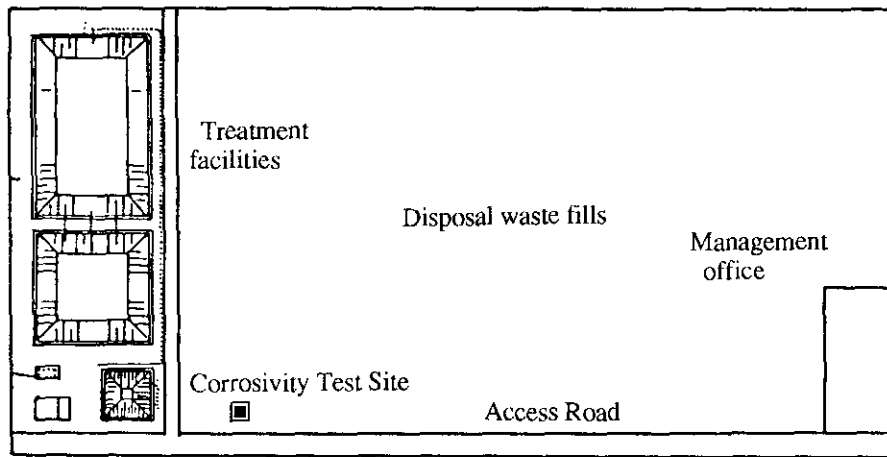 Treatment
facilities
Disposal waste fills
Management
office
Corrosivity Test Site
Access Road